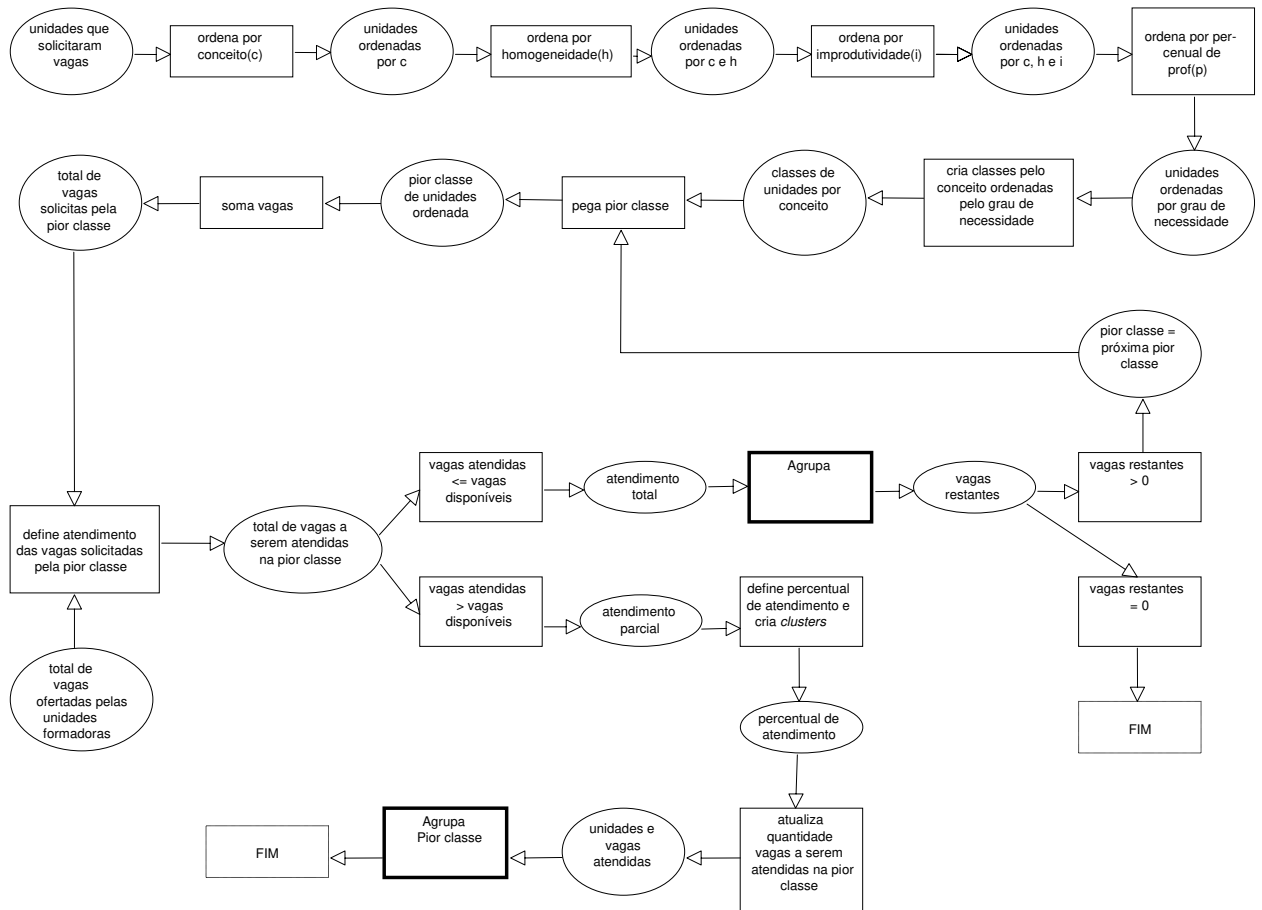 unidades que
solicitaram
vagas
ordena por
conceito(c)
unidades
ordenadas
por c
ordena por
homogeneidade(h)
unidades
ordenadas
por c e h
ordena por
improdutividade(i)
unidades
ordenadas
por c, h e i
ordena por per-
cenual de
prof(p)
total de
vagas
solicitas pela
pior classe
soma vagas
pior classe
de unidades
ordenada
pega pior classe
classes de
unidades por
conceito
cria classes pelo
conceito ordenadas
pelo grau de
necessidade
unidades
ordenadas
por grau de
necessidade
pior classe =
próxima pior
classe
vagas atendidas
<= vagas
disponíveis
atendimento
total
Agrupa
vagas
restantes
vagas restantes
> 0
define atendimento
das vagas solicitadas
pela pior classe
total de vagas a
serem atendidas
na pior classe
vagas atendidas
> vagas
disponíveis
atendimento
parcial
define percentual
de atendimento e
cria clusters
vagas restantes
= 0
total de
vagas
ofertadas pelas
unidades
formadoras
percentual de
atendimento
FIM
FIM
Agrupa
Pior classe
unidades e
vagas
atendidas
atualiza
quantidade
vagas a serem
atendidas na pior
classe